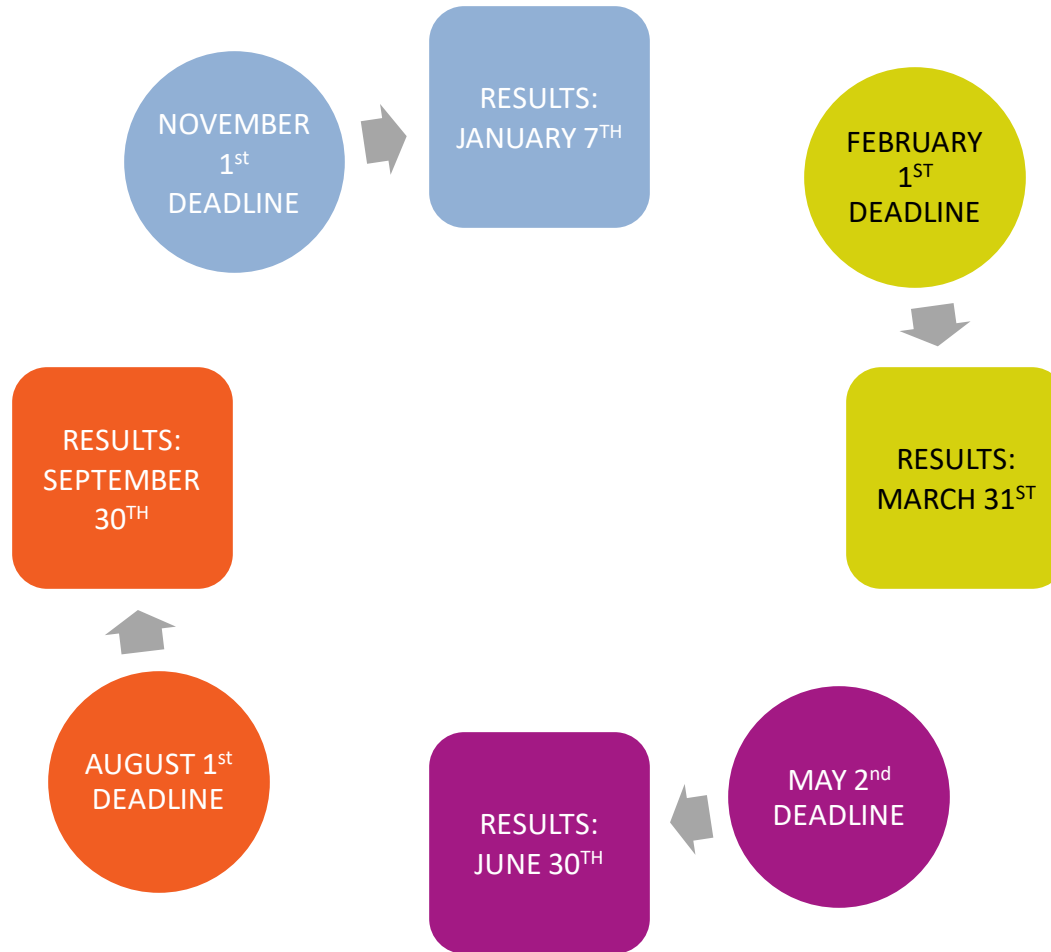 NOVEMBER
1st
DEADLINE
RESULTS:
JANUARY 7TH
FEBRUARY
1ST
DEADLINE
RESULTS:
MARCH 31ST
MAY 2nd
DEADLINE
RESULTS:
JUNE 30TH
AUGUST 1st
DEADLINE
RESULTS:
SEPTEMBER
30TH